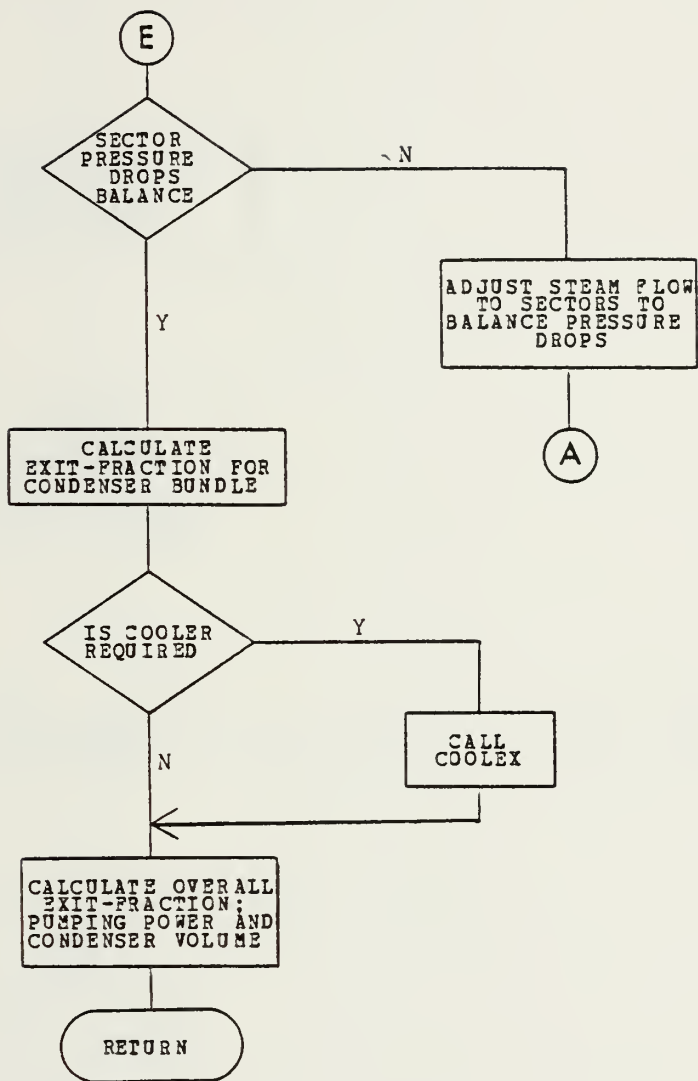 E
SECTOR
PRESSURE
DROPS
BALANCE
N
ADJUST STEAM FLOW
TO SECTORS TO
BALANCE PRESSURE
DROPS
A
Y
CALCULATE
EXIT-FRACTION FOR
CONDENSER BUNDLE
IS COOLER
REQUIRED
Y
CALL
COOLEX
N
CALCULATE OVERALL
EXIT-FRACTION;
PUMPING POWER AND
CONDENSER VOLUME
RETURN